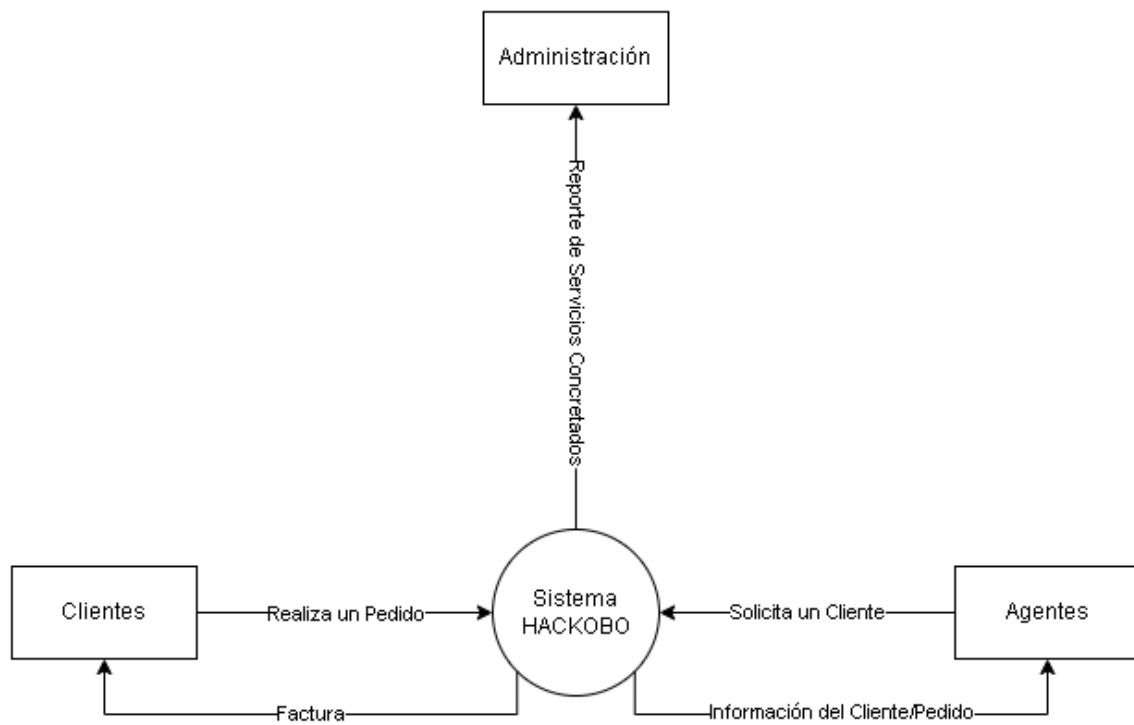 Administración
Reporte de Servicios Concretados
Clientes
Realiza un Pedido
Sistema
HACKOBO
Solicita un Cliente
Agentes
Factura
Información del Cliente/Pedido